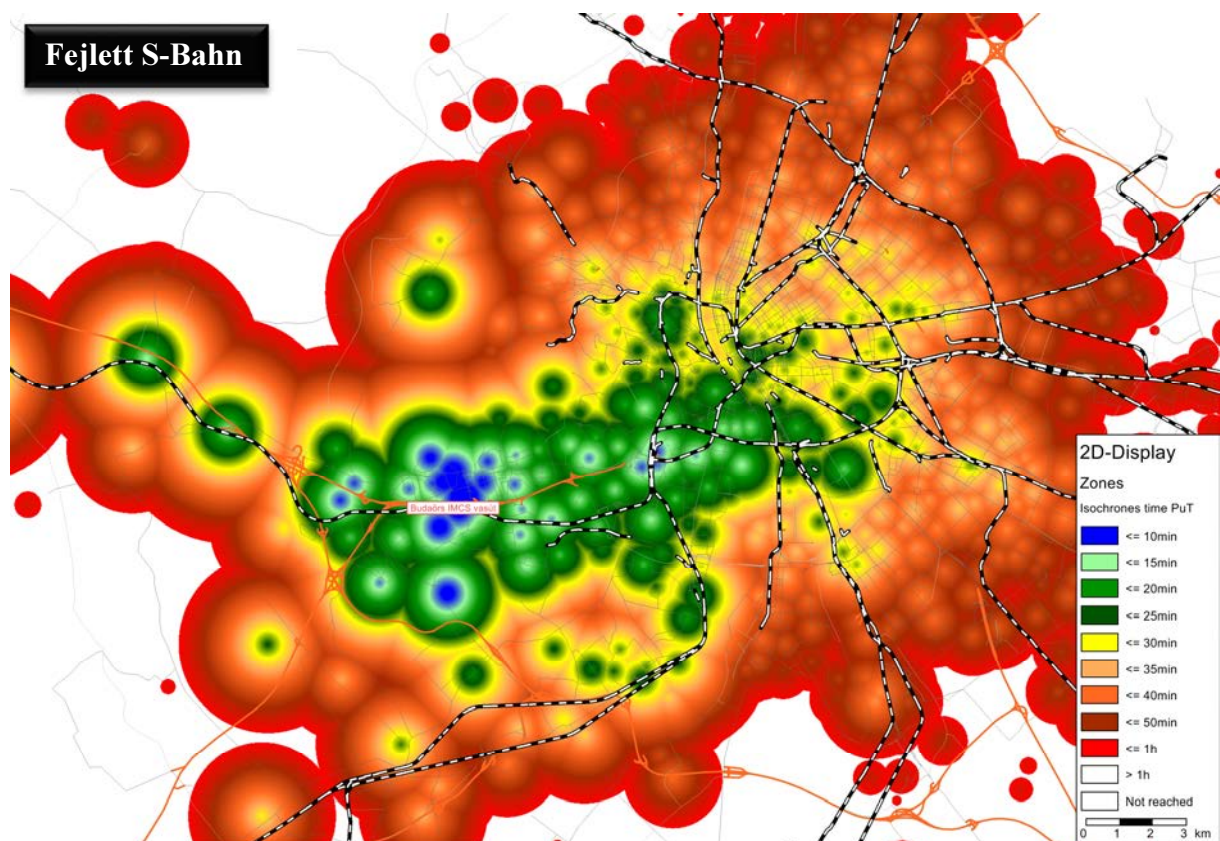 Fejlett S-Bahn
Budaörs IMCS vasúl
2D-Display
Zones
Isochrones time PuT
<= 10min
<= 15min
<= 20min
<= 25min
<= 30min
<= 35min
<= 40min
<= 50min
<= 1h
> 1h
Not reached
0 1 2 3 km